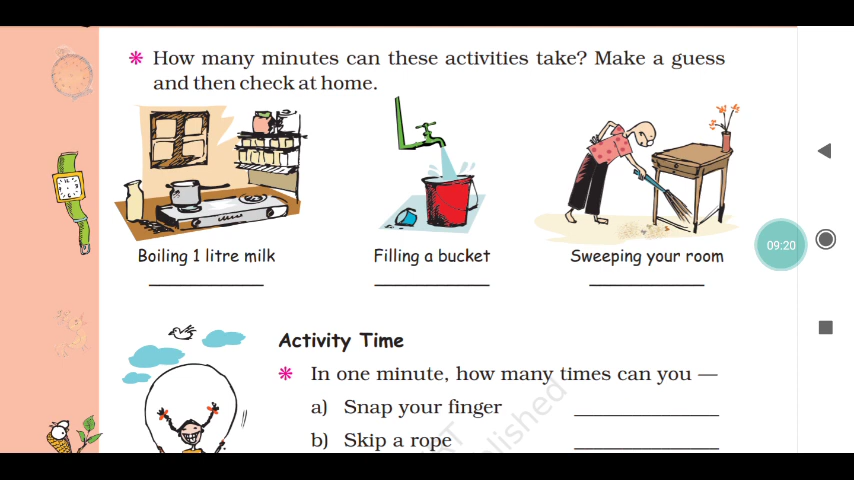 How many minutes can these activities take? Make a guess
and then check at home.
Boiling 1 litre milk
Filling a bucket
Sweeping your room
09:20
Activity Time
In one minute, how many times can you —
a) Snap your finger
b) Skip a rope